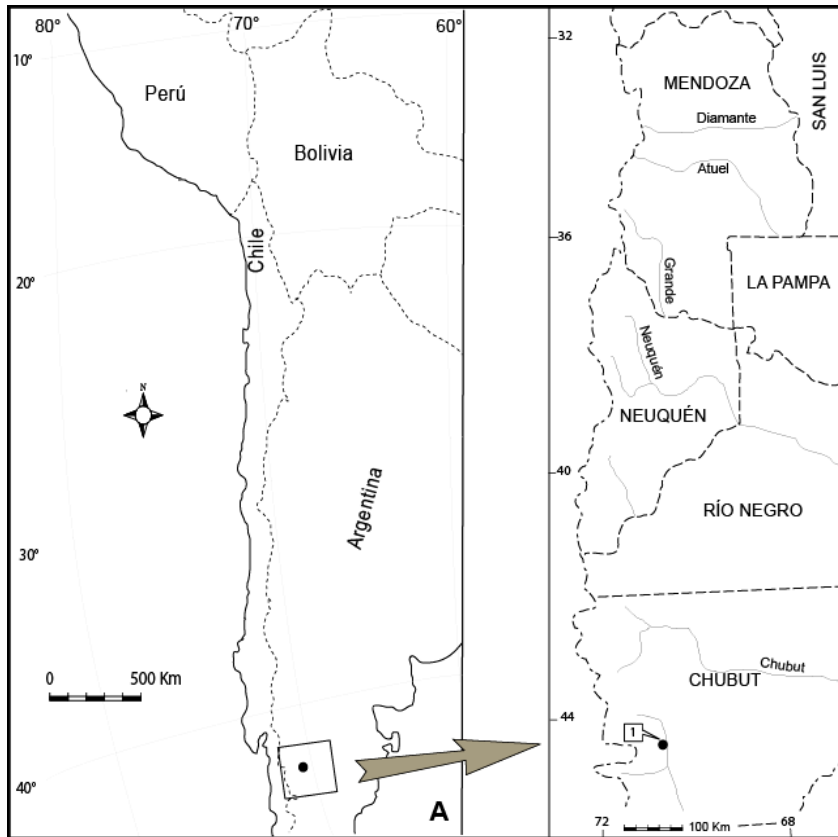 80°
70°
60°
10°
Perú
Bolivia
Chile
20°
N
Argentina
30°
0 500 Km
40°
A
32
MENDOZA
SAN LUIS
Diamante
Atuel
36
Grande
LA PAMPA
Neuquén
NEUQUÉN
40
RÍO NEGRO
Chubut
CHUBUT
44
1
72
100 Km
68